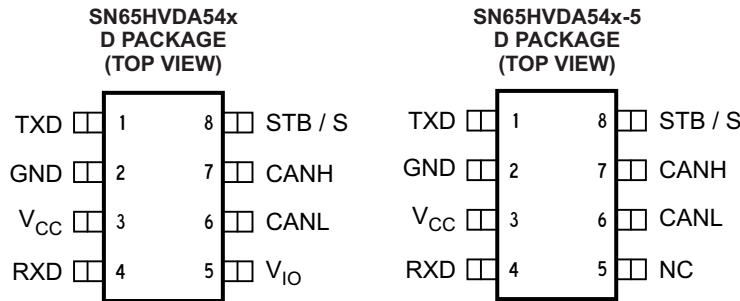 SN65HVDA54x
D PACKAGE
(TOP VIEW)
TXD 1 8 STB / S
GND 2 7 CANH
VCC 3 6 CANL
RXD 4 5 VIO
SN65HVDA54x-5
D PACKAGE
(TOP VIEW)
TXD 1 8 STB / S
GND 2 7 CANH
VCC 3 6 CANL
RXD 4 5 NC